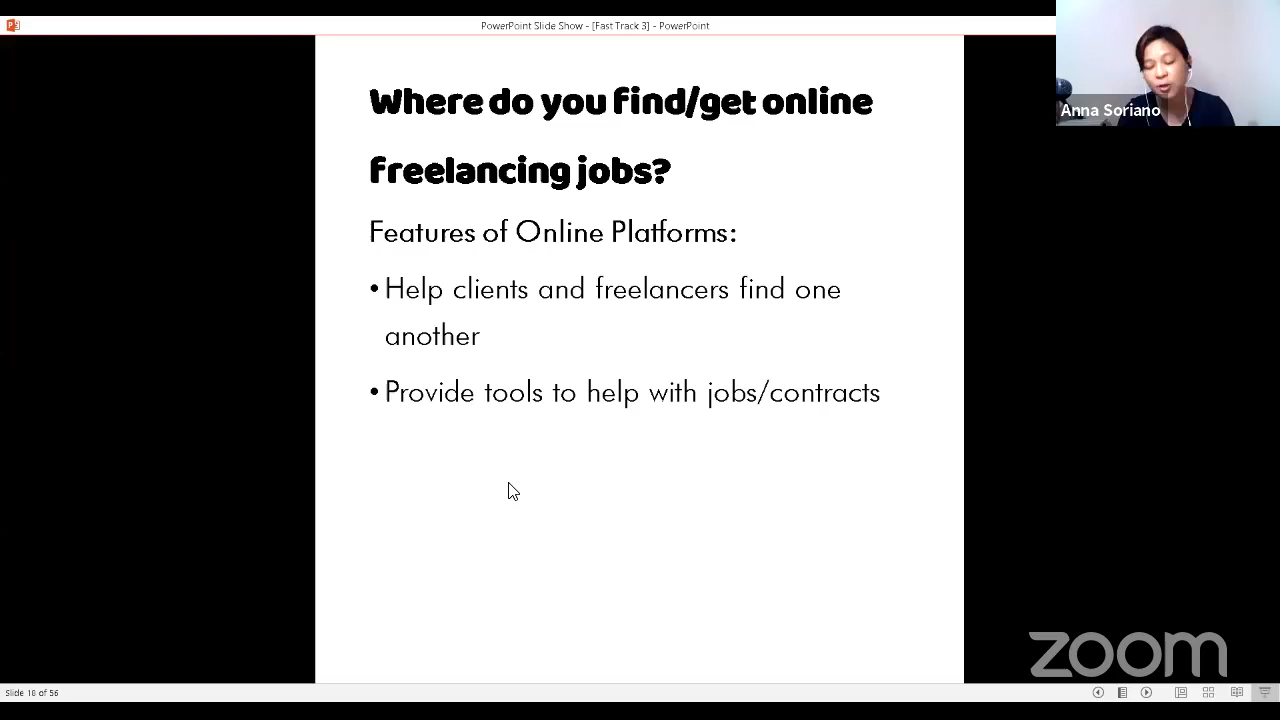 PowerPoint Slide Show - [Fast Track 3] - PowerPoint
Anna Soriano
Where do you find/get online
freelancing jobs?
Features of Online Platforms:
• Help clients and freelancers find one
another
• Provide tools to help with jobs/contracts
zoom
Slide 18 of 56